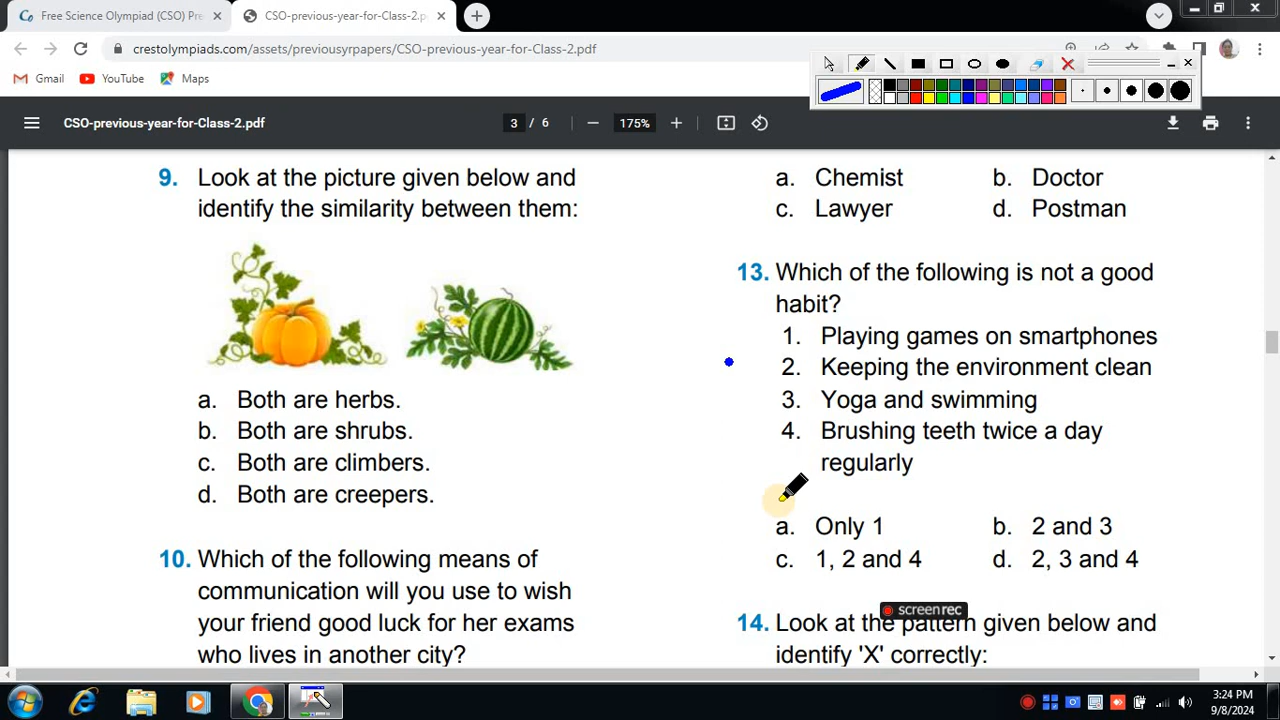 Free Science Olympiad (CSO) Pre
CSO-previous-year-for-Class-2.p
crestolympiads.com/assets/previousyrpapers/CSO-previous-year-for-Class-2.pdf
Gmail
YouTube
Maps
CSO-previous-year-for-Class-2.pdf
3 / 6
175%
9. Look at the picture given below and
identify the similarity between them:
a. Both are herbs.
b. Both are shrubs.
c. Both are climbers.
d. Both are creepers.
10. Which of the following means of
communication will you use to wish
your friend good luck for her exams
who lives in another city?
a. Chemist
b. Doctor
c. Lawyer
d. Postman
13. Which of the following is not a good
habit?
1. Playing games on smartphones
2. Keeping the environment clean
3. Yoga and swimming
4. Brushing teeth twice a day
regularly
a. Only 1
b. 2 and 3
c. 1, 2 and 4
d. 2, 3 and 4
14. Look at the pattern given below and
identify 'X' correctly:
screenrec
3:24 PM
9/8/2024